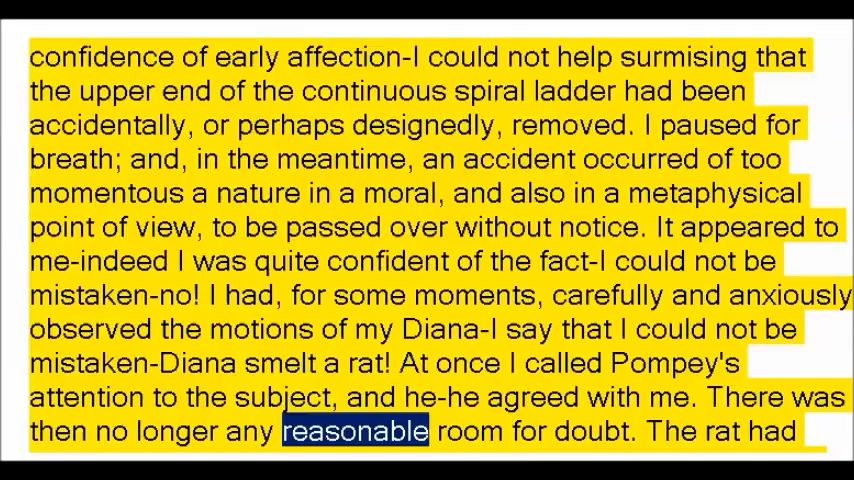 confidence of early affection-I could not help surmising that
the upper end of the continuous spiral ladder had been
accidentally, or perhaps designedly, removed. I paused for
breath; and, in the meantime, an accident occurred of too
momentous a nature in a moral, and also in a metaphysical
point of view, to be passed over without notice. It appeared to
me-indeed I was quite confident of the fact-I could not be
mistaken-no! I had, for some moments, carefully and anxiously
observed the motions of my Diana-I say that I could not be
mistaken-Diana smelt a rat! At once I called Pompey's
attention to the subject, and he-he agreed with me. There was
then no longer any reasonable room for doubt. The rat had